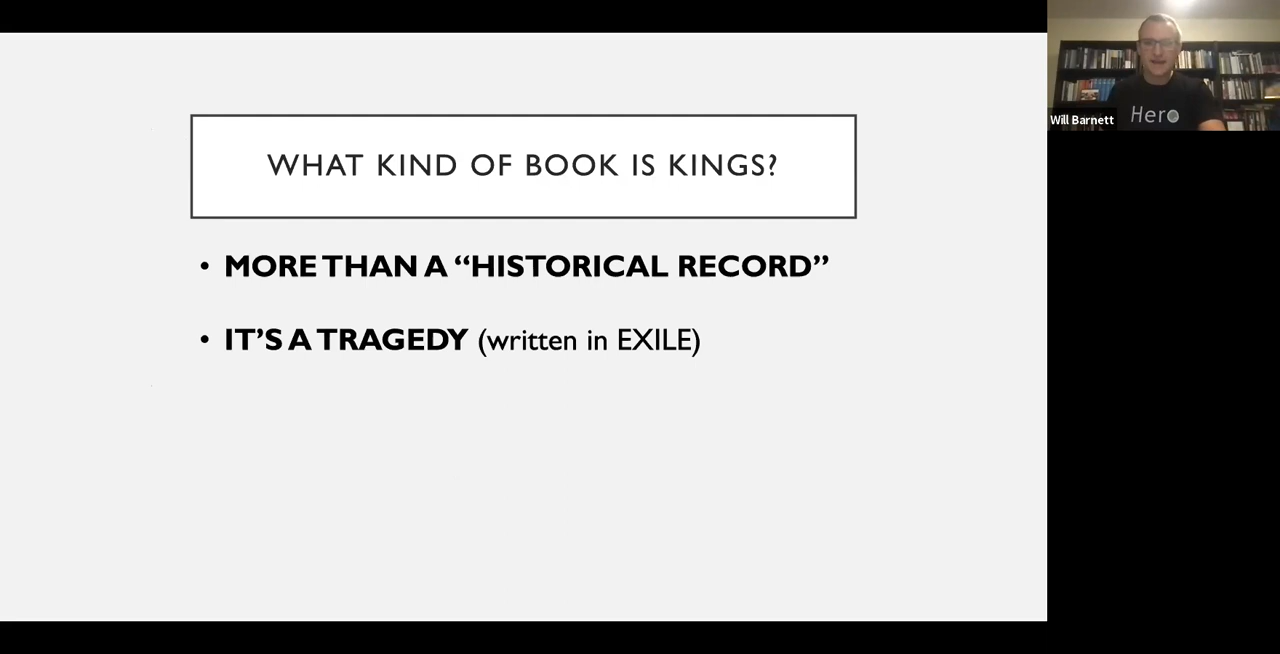 WHAT KIND OF BOOK IS KINGS?
• MORE THAN A “HISTORICAL RECORD”
• IT’S A TRAGEDY (written in EXILE)
Will Barnett
Hero